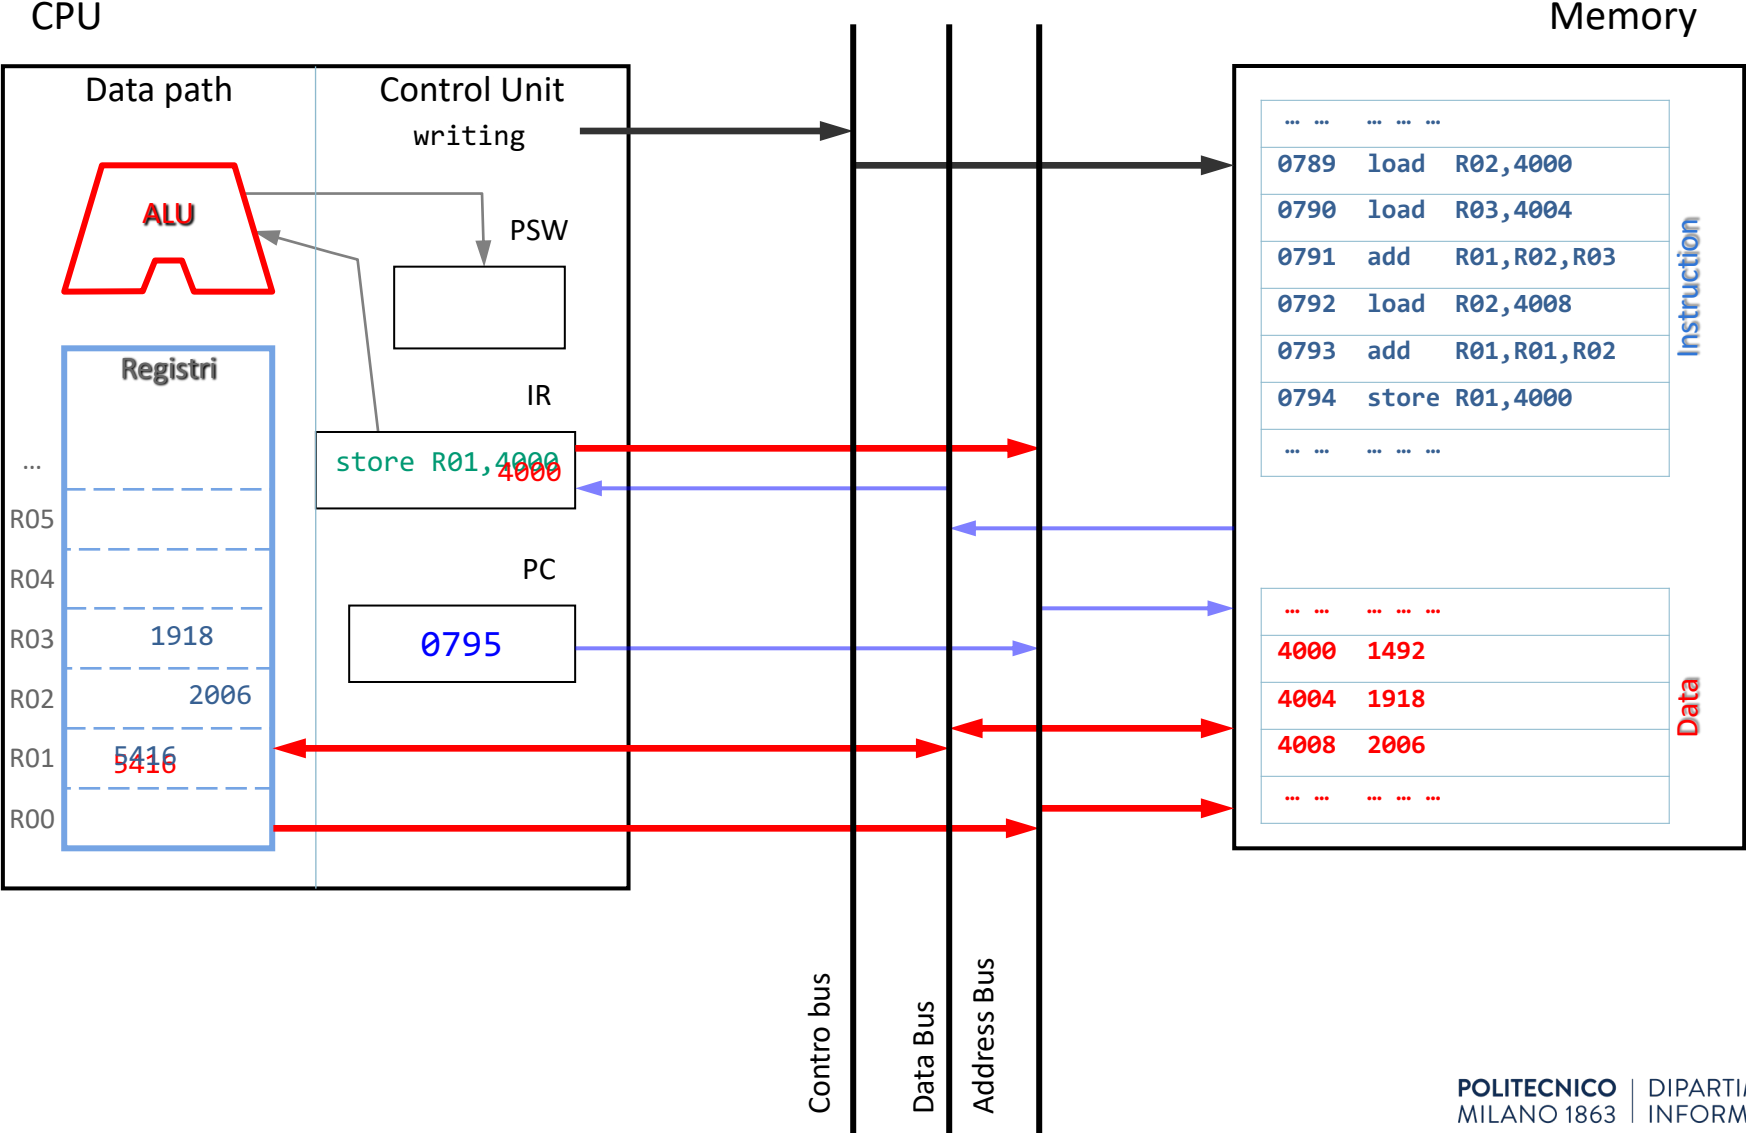 CPU
Memory
Data path
Control Unit
writing
ALU
PSW
Registri
IR
store R01,4000
4000
PC
0795
...
R05
R04
R03 1918
R02 2006
R01 5416
5416
R00
... ... ... ... ...
0789 load R02,4000
0790 load R03,4004
0791 add R01,R02,R03
0792 load R02,4008
0793 add R01,R01,R02
0794 store R01,4000
... ... ... ... ...
Instruction
... ... ... ... ...
4000 1492
4004 1918
4008 2006
... ... ... ... ...
Data
Contro bus
Data Bus
Address Bus
POLITECNICO
MILANO 1863